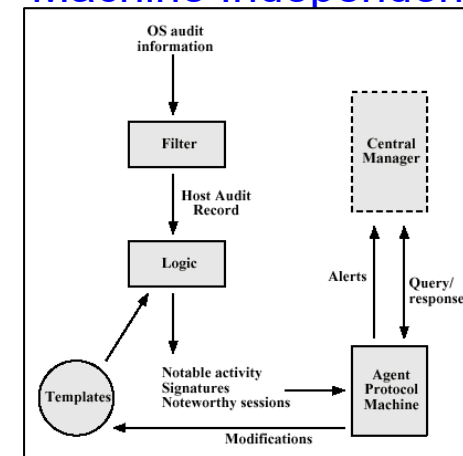 OS audit
information
Filter
Central
Manager
Host Audit
Record
Logic
Alerts
Query/
response
Notable activity
Signatures
Noteworthy sessions
Templates
Agent
Protocol
Machine
Modifications